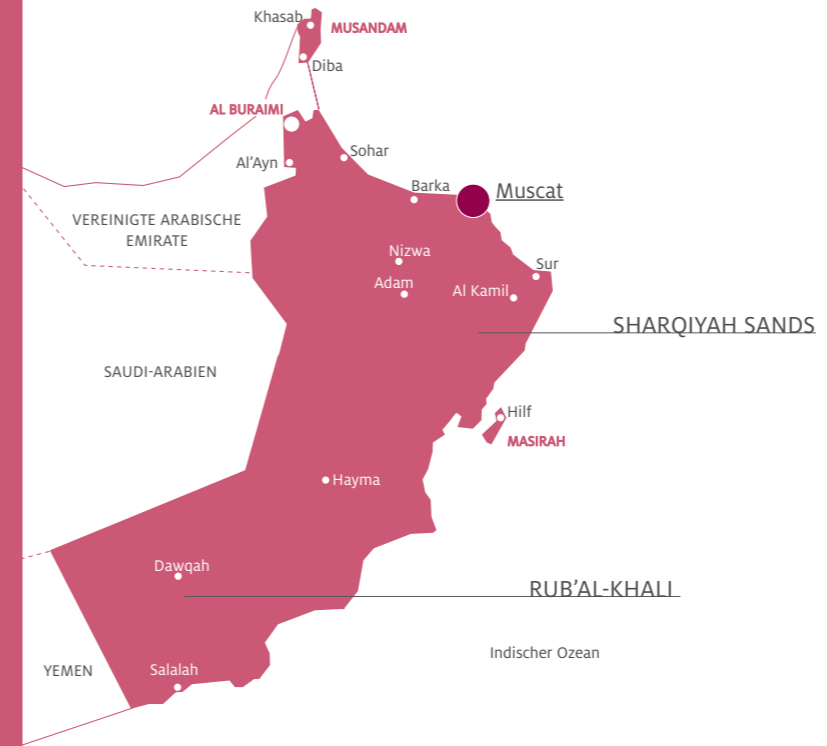 Khasab
MUSANDAM
Diba
AL BURAIMI
Al'Ayn
Sohar
Barka
Muscat
VEREINIGTE ARABISCHE
EMIRATE
Nizwa
Sur
Adam
Al Kamil
SHARQIYAH SANDS
SAUDI-ARABIEN
Hilf
MASIRAH
Hayma
Dawqah
RUB'AL-KHALI
Indischer Ozean
YEMEN
Salalah